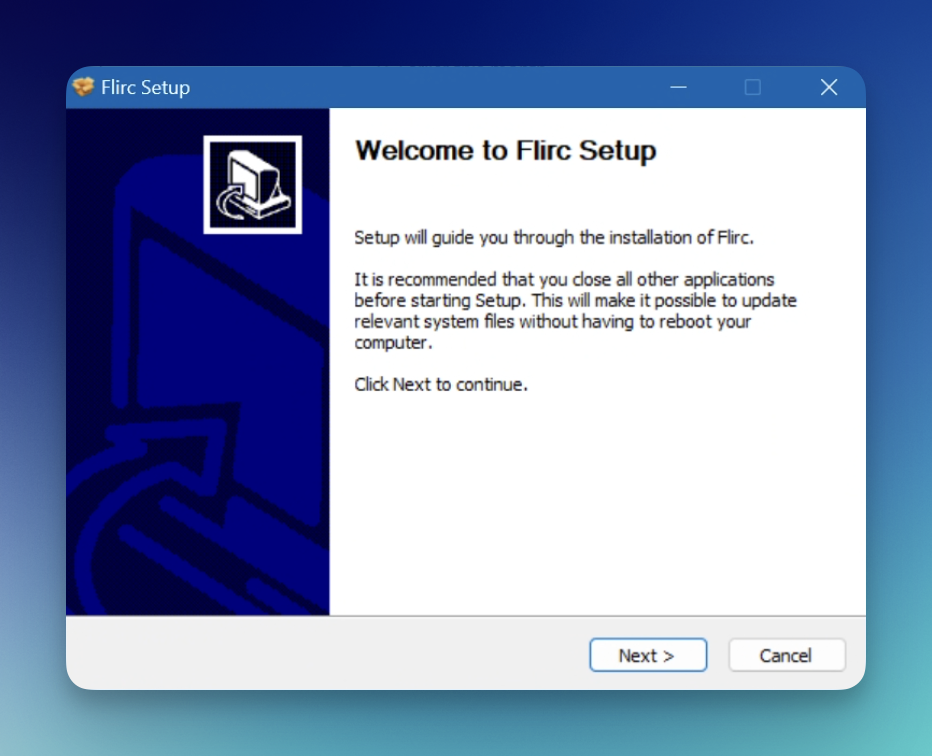 Flirc Setup
Welcome to Flirc Setup
Setup will guide you through the installation of Flirc.
It is recommended that you close all other applications
before starting Setup. This will make it possible to update
relevant system files without having to reboot your
computer.
Click Next to continue.
Next >
Cancel